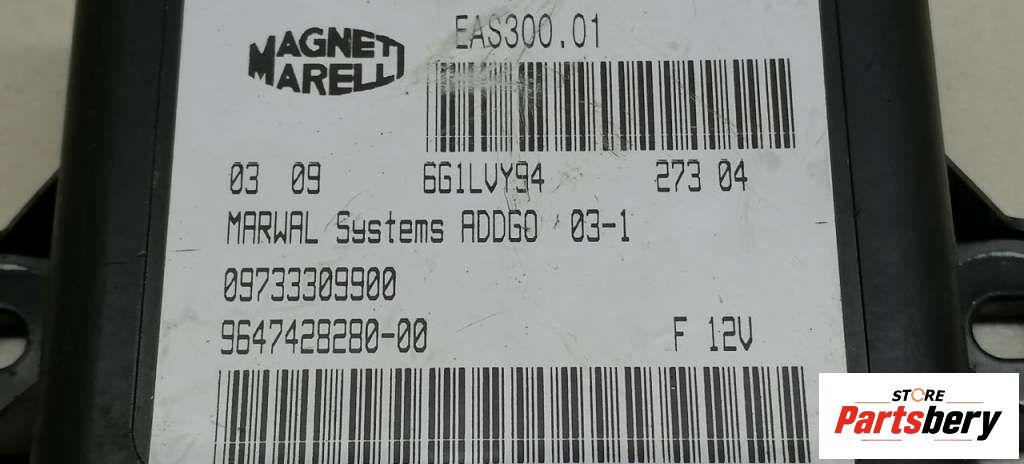 MAGNETI
MARELLI
EAS300.01
03 09 6G1LVY94 273 04
MARWAL Systems ADDGO 03-1
09733309900
9647428280-00 F 12V
STORE
Partsbery